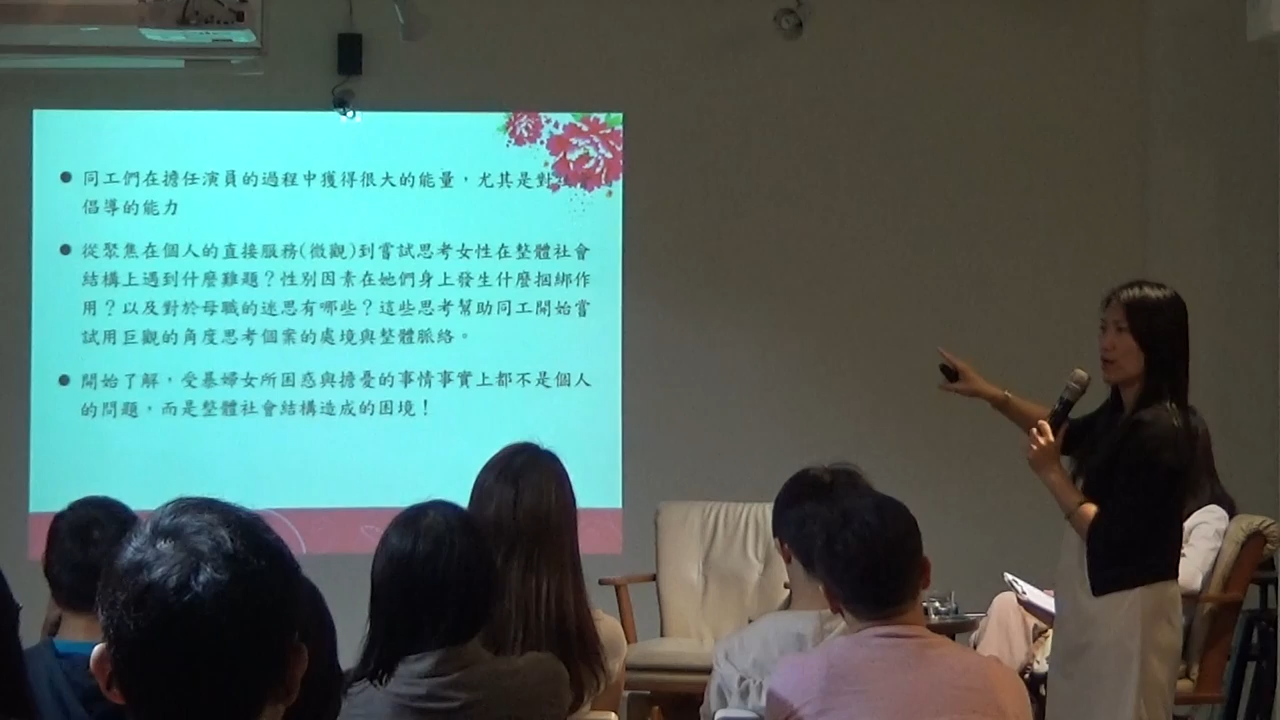 同工們在擔任演員的過程中獲得很大的能量，尤其是對
倡導的能力
從聚焦在個人的直接服務(微觀)到嘗試思考女性在整體社會
結構上遇到什麼難題？性別因素在她們身上發生什麼捆綁作
用？以及對於母職的迷思有哪些？這些思考幫助同工開始嘗
試用巨觀的角度思考個案的處境與整體脈絡。
開始了解，受暴婦女所困惑與擔憂的事情事實上都不是個人
的問題，而是整體社會結構造成的困境！